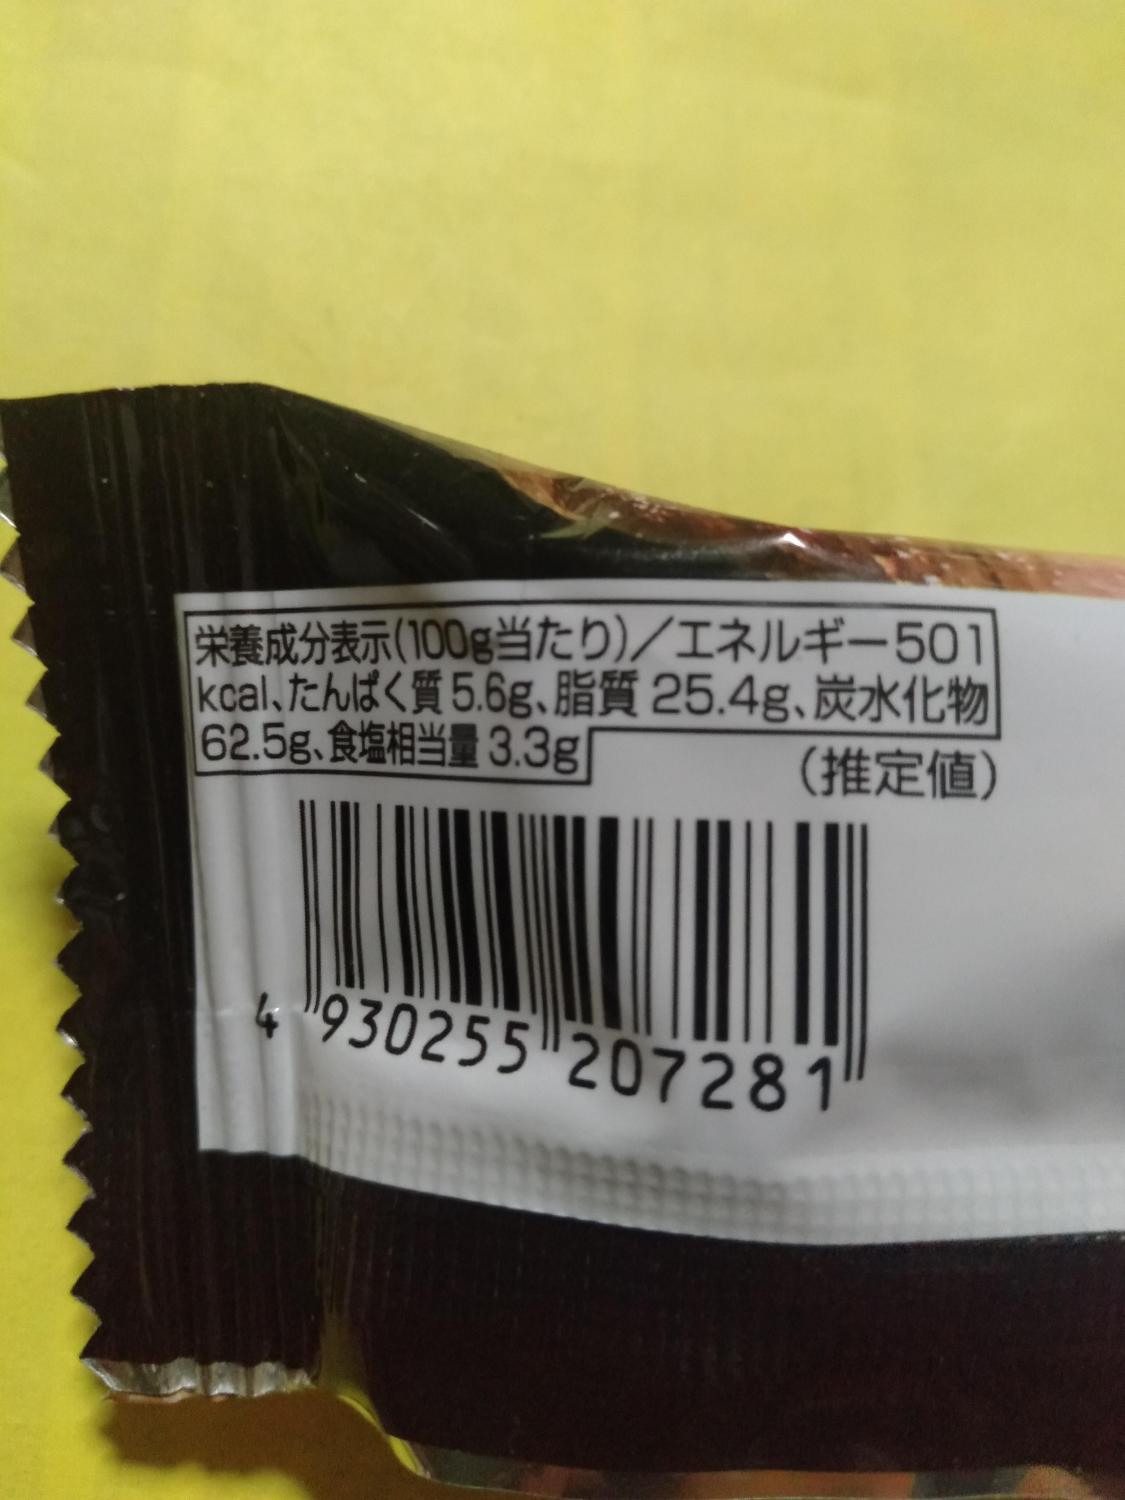 栄養成分表示(100g当たり)/エネルギー501
kcal、たんぱく質5.6g、脂質 25.4g、炭水化物
62.5g、食塩相当量 3.3g
(推定値)
4 930255 207281